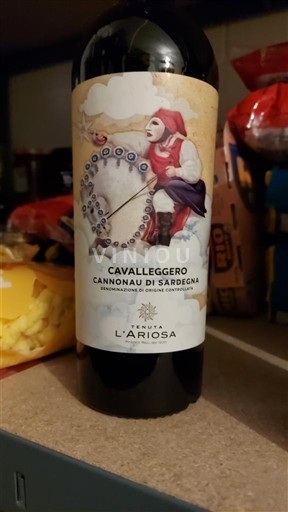 VINIOU
CAVALLEGGERO
CANNONAU DI SARDEGNA
DENOMINAZIONE DI ORIGINE CONTROLLATA
TENUTA
L'ARIOSA